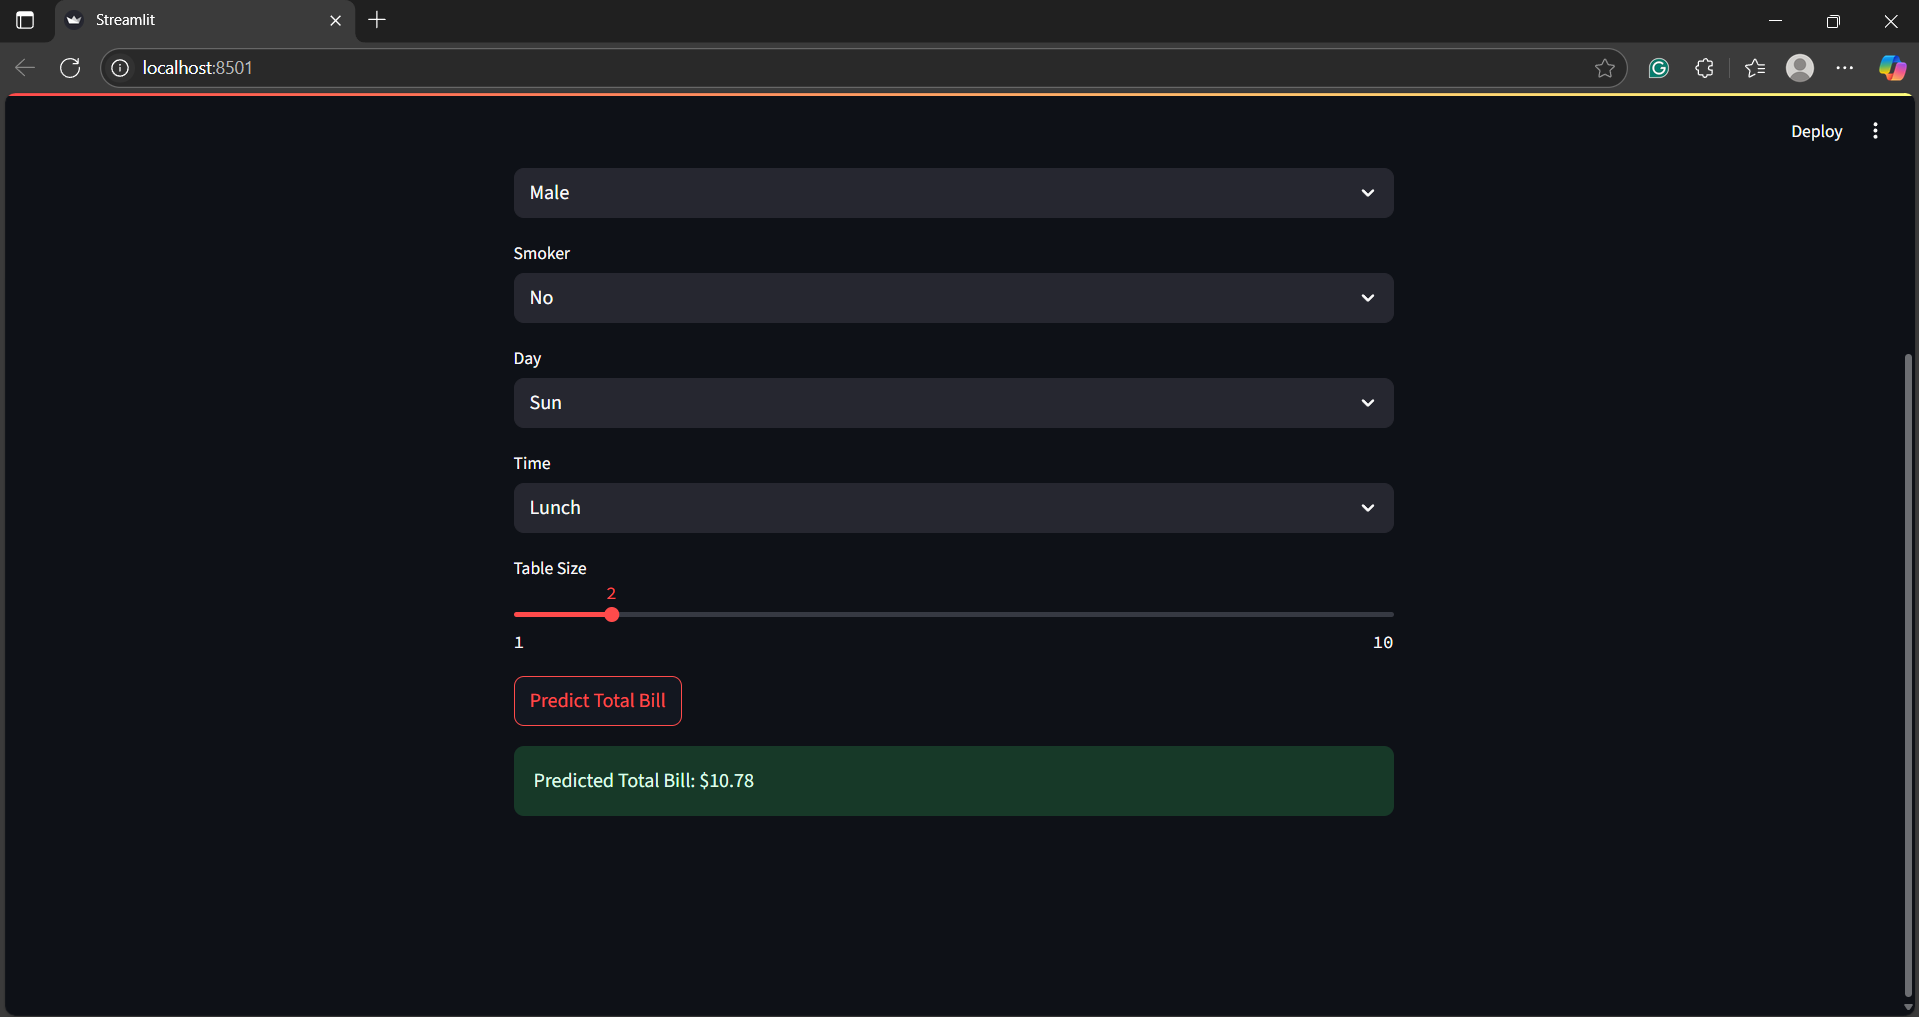 Streamlit
localhost:8501
Deploy
Male
Smoker
No
Day
Sun
Time
Lunch
Table Size
2
1 10
Predict Total Bill
Predicted Total Bill: $10.78